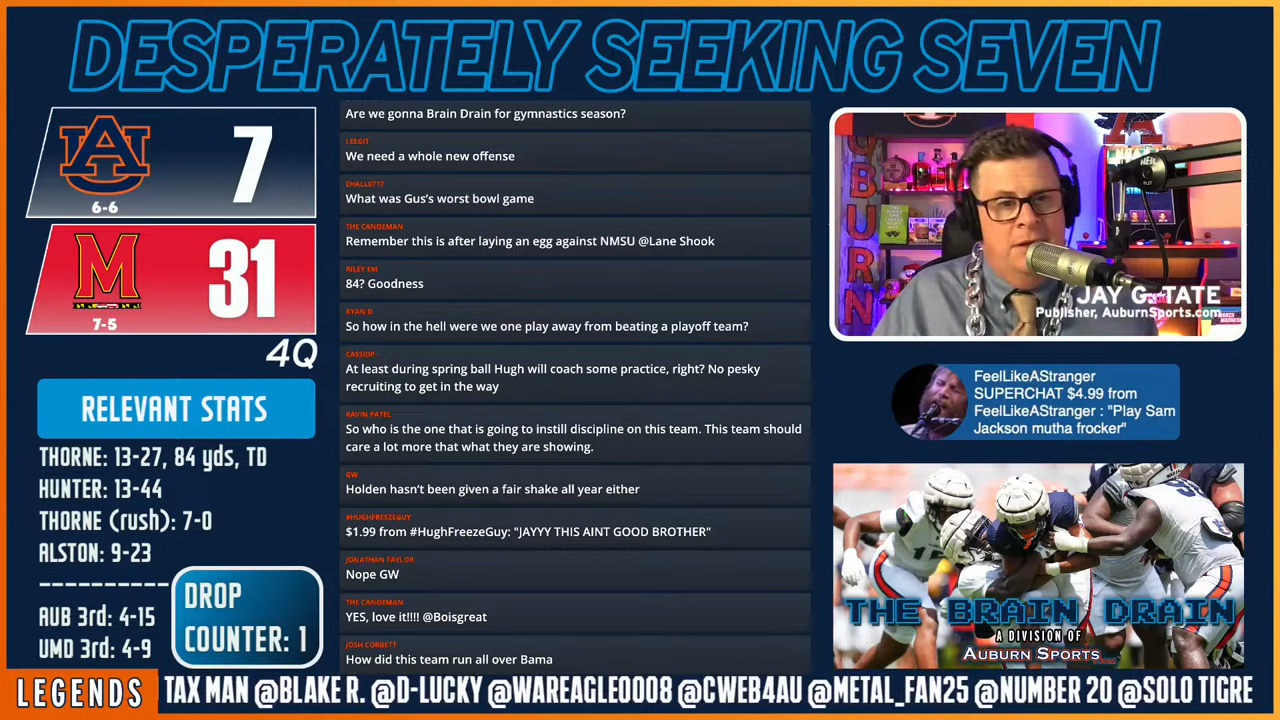 DESPERATELY SEEKING SEVEN
7
6-6
31
7-5
4Q
RELEVANT STATS
THORNE: 13-27, 84 yds, TD
HUNTER: 13-44
THORNE (rush): 7-0
ALSTON: 9-23
AUB 3rd: 4-15
UMD 3rd: 4-9
DROP
COUNTER: 1
Are we gonna Brain Drain for gymnastics season?
LEEGIT
We need a whole new offense
EHALL0717
What was Gus's worst bowl game
THE CANOEMAN
Remember this is after laying an egg against NMSU @Lane Shook
RILEY EM
84? Goodness
RYAN D
So how in the hell were we one play away from beating a playoff team?
CASSIDP
At least during spring ball Hugh will coach some practice, right? No pesky
recruiting to get in the way
RAVIN PATEL
So who is the one that is going to instill discipline on this team. This team should
care a lot more that what they are showing.
GW
Holden hasn't been given a fair shake all year either
#HUGHFREEZEGUY
$1.99 from #HughFreezeGuy: "JAYYY THIS AINT GOOD BROTHER"
JONATHAN TAYLOR
Nope GW
THE CANOEMAN
YES, love it!!!! @Boisgreat
JOSH CORBETT
How did this team run all over Bama
JAY G. TATE
Publisher, AuburnSports.com
FeelLikeAStranger
SUPERCHAT $4.99 from
FeelLikeAStranger : "Play Sam
Jackson mutha frocker"
THE BRAIN DRAIN
A DIVISION OF
AUBURN SPORTS
LEGENDS
TAX MAN @BLAKE R. @D-LUCKY @WAREAGLE0008 @CWEB4AU @METAL_FAN25 @NUMBER 20 @SOLO TIGRE